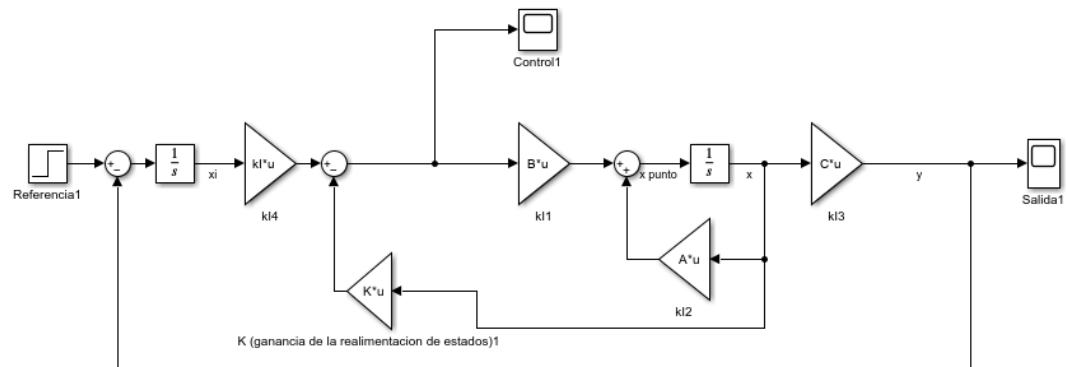 Control1
+
−
1
s
kI*u
+
−
B*u
+
+
1
s
C*u
Referencia1
xi
x punto
x
y
Salida1
kI4
kI1
kI3
A*u
K*u
kI2
K (ganancia de la realimentacion de estados)1